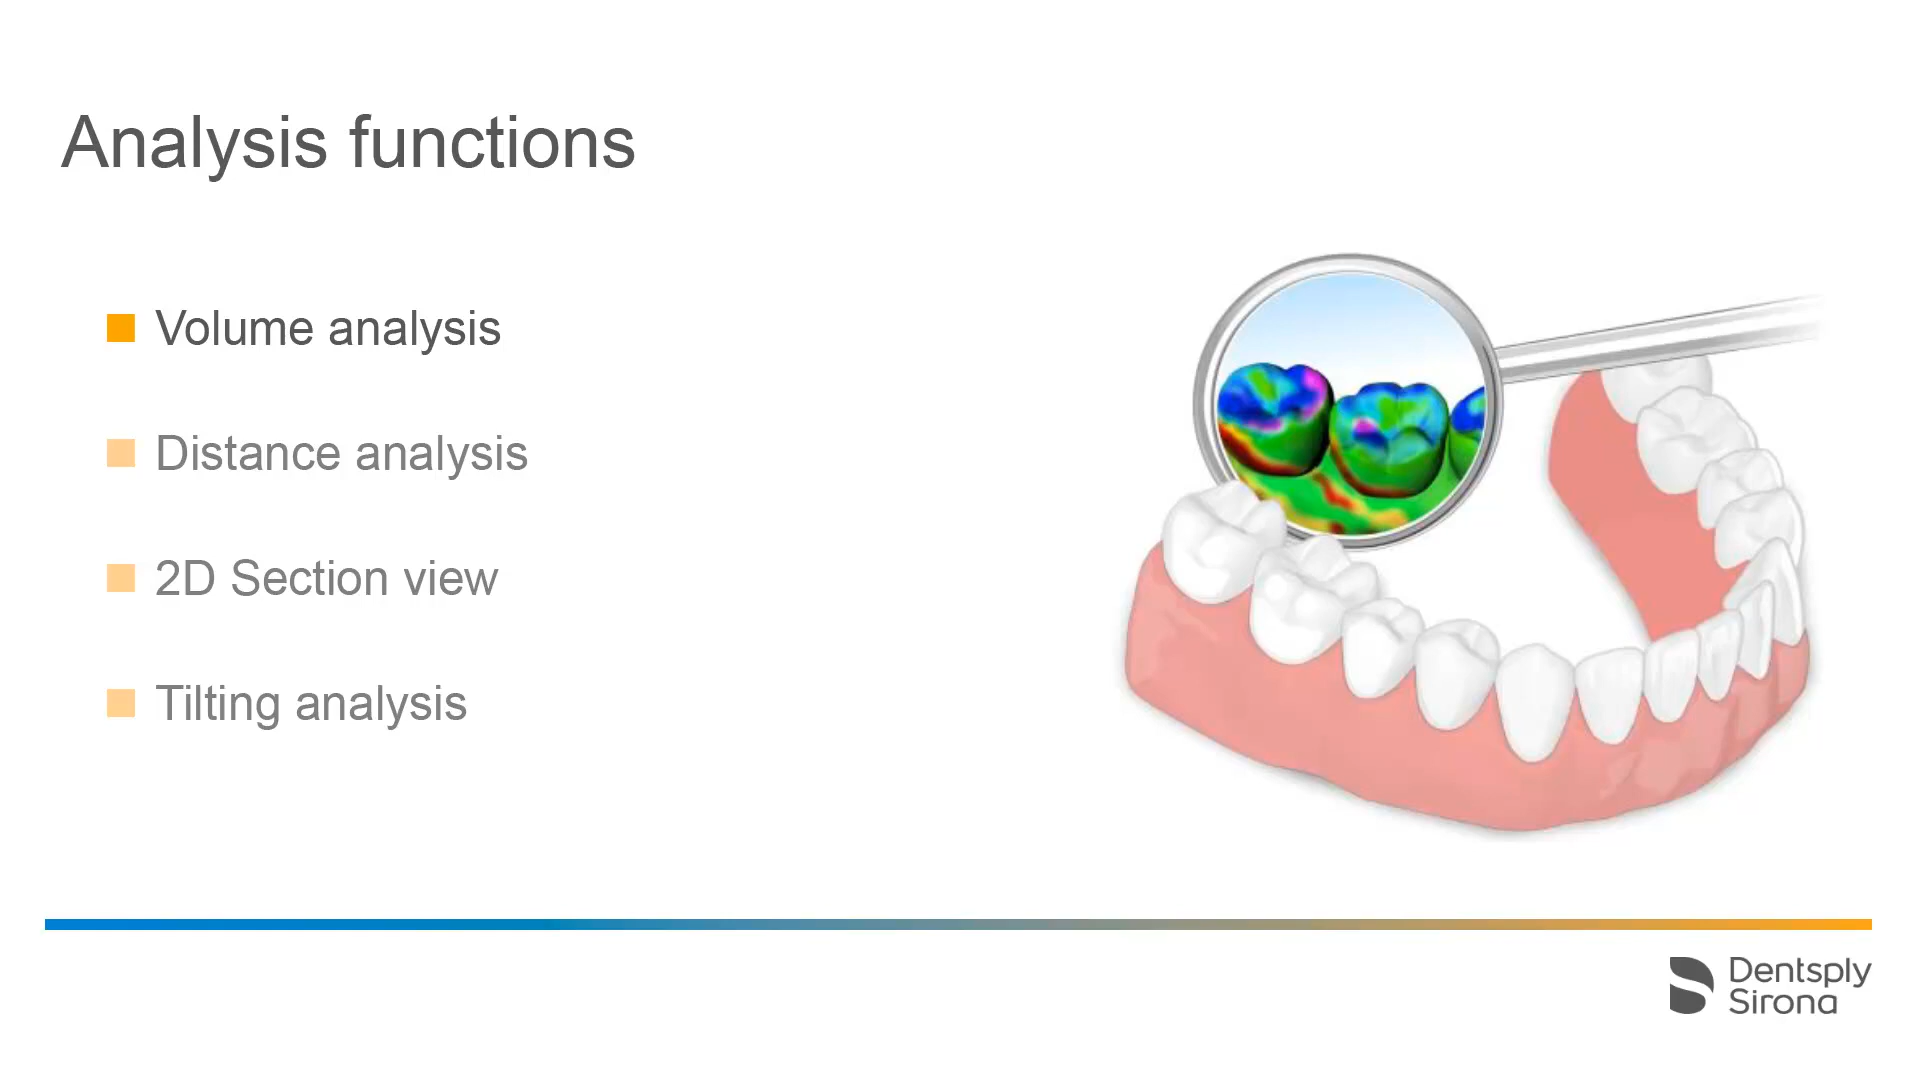 Analysis functions
Volume analysis
Distance analysis
2D Section view
Tilting analysis
Dentsply
Sirona